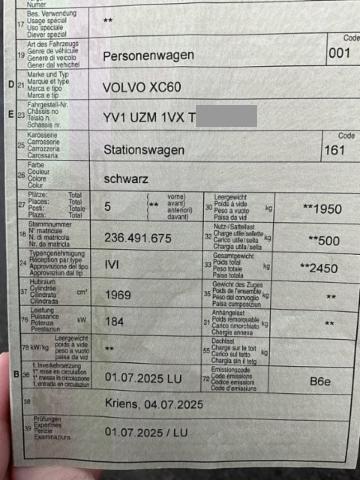 Numer
17 Bes. Verwendung
Usage spécial
Uso speciale
Diever spezial
**
19 Art des Fahrzeugs
Genre de véhicule
Genere di veicolo
Gener dal vehichel
Personenwagen
Code
001
D 21 Marke und Typ
Marque et type
Marca e tipo
Marca e tip
VOLVO XC60
E 23 Fahrgestell-Nr.
Châssis no
Telaio n.
Schassis nr.
YV1 UZM 1VX T
25 Karosserie
Carrosserie
Carrozzeria
Carossaria
Stationswagen
Code
161
26 Farbe
Couleur
Colore
Colur
schwarz
27 Plätze: Total
Places: Total
Posti: Totale
Plazs: Total
5 ** (vorne)
(avant)
(anteriori)
(davant)
30 Leergewicht
Poids à vide
Peso a vuoto
Paisa da vid
kg
**1950
18 Stammnummer
N° matricule
N. di matricola
Nr. da matricla
236.491.675
32 Nutz-/Sattellast
Charge utile/sellette
Carico utile/sella
Chargia utila/sella
kg
**500
24 Typengenehmigung
Réception par type
Approvazione del tipo
Approvaziun dal tip
IVI
33 Gesamtgewicht
Poids total
Peso totale
Paisa totala
kg
**2450
37 Hubraum
Cylindrée
Cilindrata
Cilindrada
cm³
1969
35 Gewicht des Zuges
Poids de l'ensemble
Peso del convoglio
Paisa cumposiziun
kg
**
76 Leistung
Puissance
Potenza
Prestaziun
kW
184
31 Anhängelast
Poids remorquable
Carico rimorchiato
Chargia annexa
kg
**
78 kW/kg
Leergewicht
poids à vide
peso a vuoto
paisa da vid
**
55 Dachlast
Charge sur le toit
Carico sul tetto
Chargia sin il tetg
kg
**
B 36 1. Inverkehrsetzung
1re mise en circulation
1a messa in circolazione
1. entrada en circulaziun
01.07.2025 LU
72 Emissionscode
Code émissions
Codice emissioni
Code d'emissiuns
B6e
38 Kriens, 04.07.2025
39 Prüfungen
Expertises
Perizie
Examinaziuns
01.07.2025 / LU